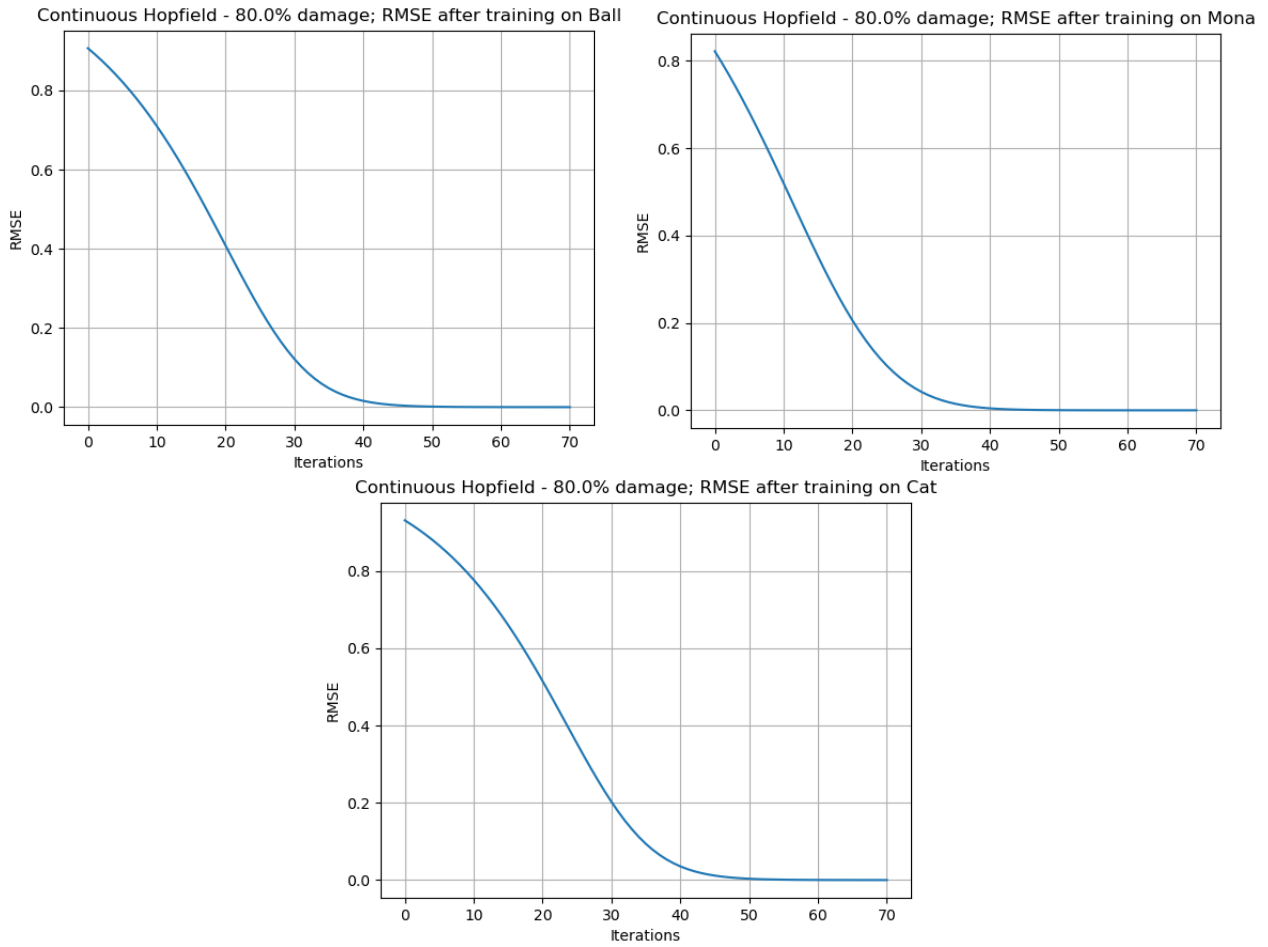 Continuous Hopfield - 80.0% damage; RMSE after training on Ball
0.8
0.6
0.4
0.2
0.0
RMSE
0 10 20 30 40 50 60 70
Iterations
Continuous Hopfield - 80.0% damage; RMSE after training on Mona
0.8
0.6
0.4
0.2
0.0
RMSE
0 10 20 30 40 50 60 70
Iterations
Continuous Hopfield - 80.0% damage; RMSE after training on Cat
0.8
0.6
0.4
0.2
0.0
RMSE
0 10 20 30 40 50 60 70
Iterations